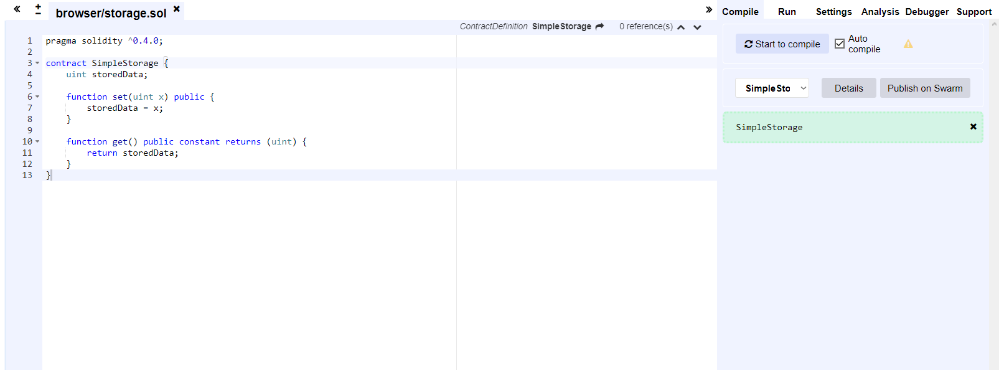 browser/storage.sol
Compile Run Settings Analysis Debugger Support
ContractDefinition SimpleStorage 0 reference(s)
1 pragma solidity ^0.4.0;
2
3 contract SimpleStorage {
4 uint storedData;
5
6 function set(uint x) public {
7 storedData = x;
8 }
9
10 function get() public constant returns (uint) {
11 return storedData;
12 }
13 }
Start to compile
Auto
compile
SimpleSto
Details
Publish on Swarm
SimpleStorage